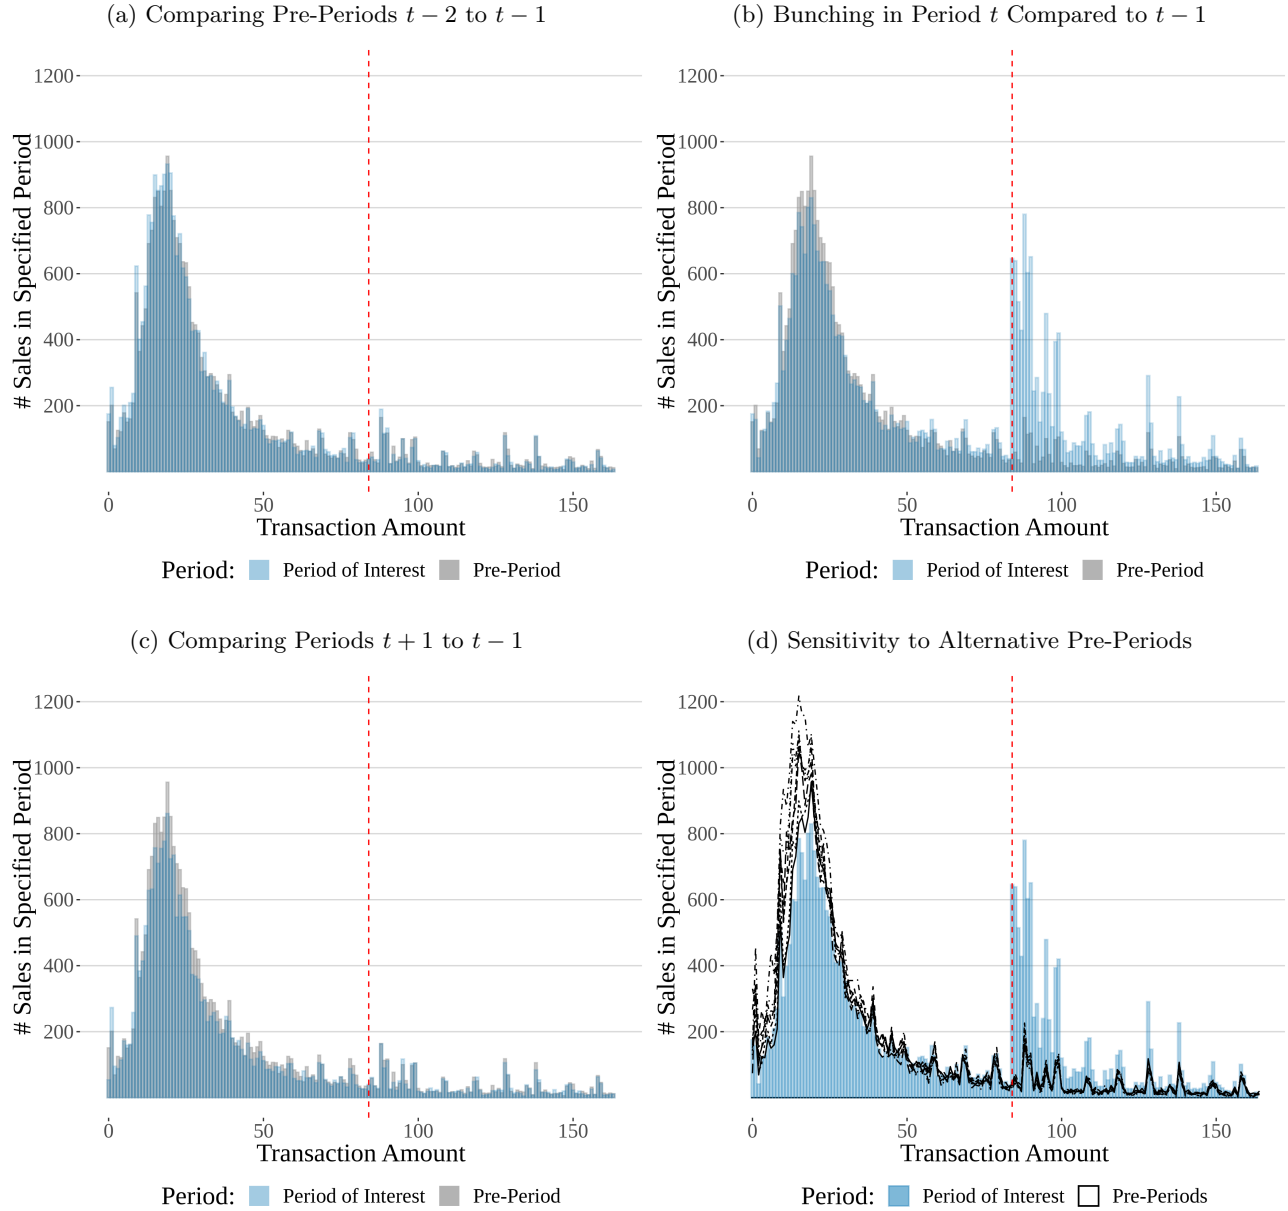 (a) Comparing Pre-Periods t − 2 to t − 1
1200
1000
800
600
400
200
# Sales in Specified Period
0 50 100 150
Transaction Amount
Period: Period of Interest Pre-Period
(b) Bunching in Period t Compared to t − 1
1200
1000
800
600
400
200
# Sales in Specified Period
0 50 100 150
Transaction Amount
Period: Period of Interest Pre-Period
(c) Comparing Periods t + 1 to t − 1
1200
1000
800
600
400
200
# Sales in Specified Period
0 50 100 150
Transaction Amount
Period: Period of Interest Pre-Period
(d) Sensitivity to Alternative Pre-Periods
1200
1000
800
600
400
200
# Sales in Specified Period
0 50 100 150
Transaction Amount
Period: Period of Interest Pre-Periods